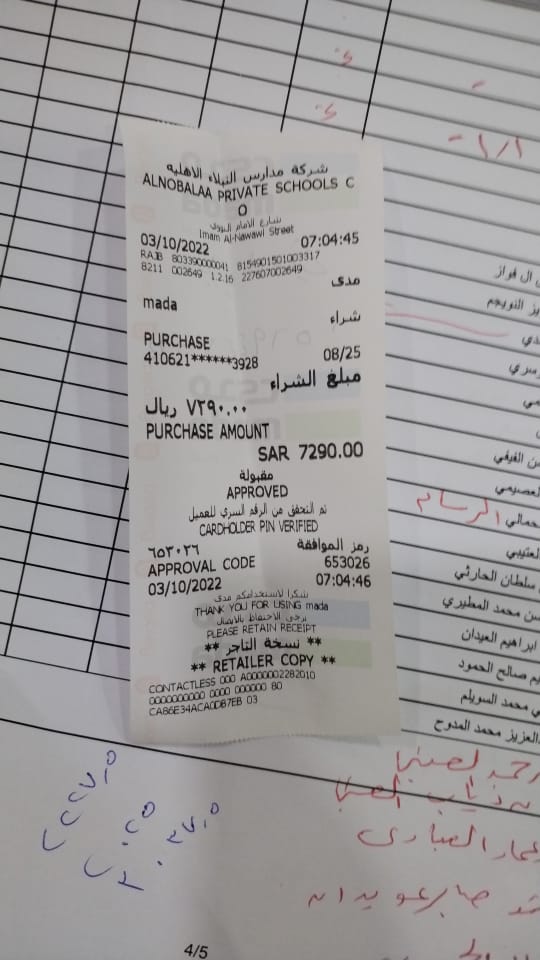 شركة مدارس النبلاء الاهليه
ALNOBALAA PRIVATE SCHOOLS C
O
شارع الامام النووي
Imam Al-Nawawi Street
03/10/2022 07:04:45
RAJB 80339000041 8154901501003317
8211 002649 1.2.16 227607002649
مدى
mada
شراء
PURCHASE
410621******3928 08/25
مبلغ الشراء
٧٢٩٠.٠٠ ريال
PURCHASE AMOUNT
SAR 7290.00
مقبولة
APPROVED
تم التحقق من الرقم السري للعميل
CARDHOLDER PIN VERIFIED
٦٥٣٠٢٦ رمز الموافقة
APPROVAL CODE 653026
03/10/2022 07:04:46
شكرا لاستخدامكم مدى
THANK YOU FOR USING mada
يرجى الاحتفاظ بالايصال
PLEASE RETAIN RECEIPT
** نسخة التاجر **
** RETAILER COPY **
CONTACTLESS 000 A0000002282010
0000000000 0000 000000 80
CA86E34ACA0DB7EB 03
ال فواز
يز النويجم
ن الفيفي
العصيمي
الرسام
العتيبي
سلطان الحارثي
محمد المطيري
ابراهيم العيدان
صالح الحمود
محمد السويلم
العزيز محمد المدوح
4/5